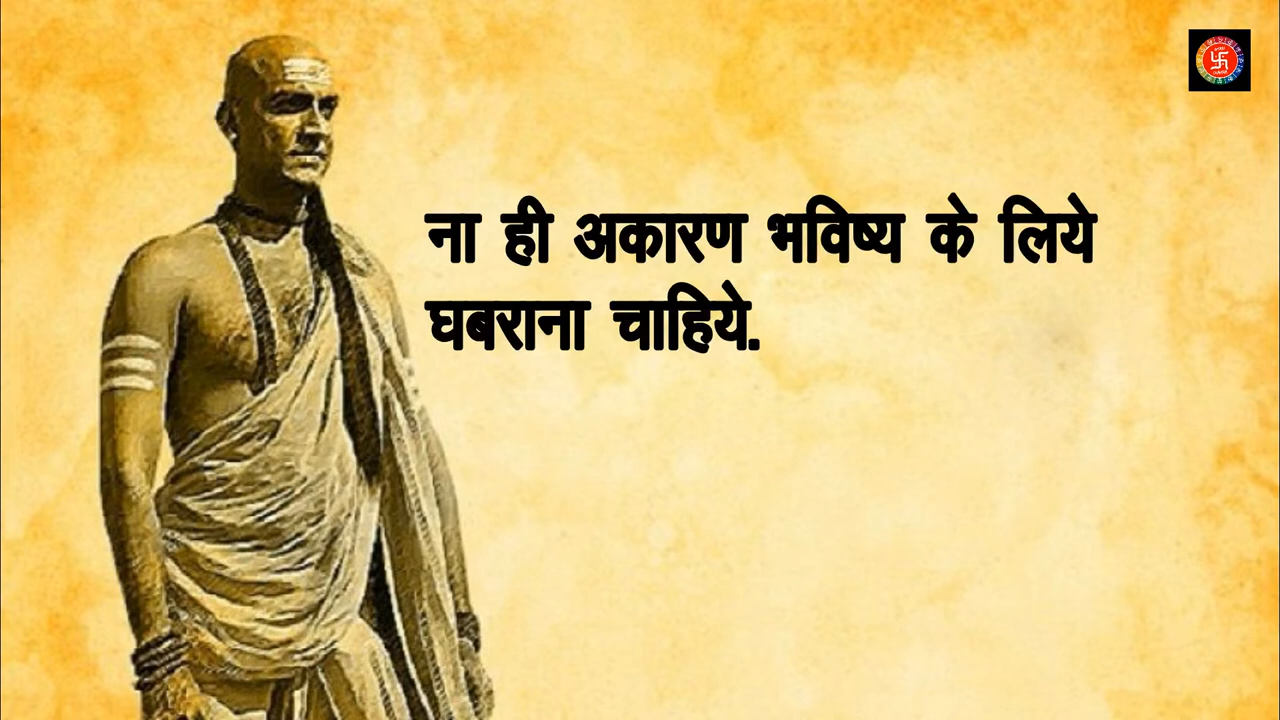 ना ही अकारण भविष्य के लिये
घबराना चाहिये.